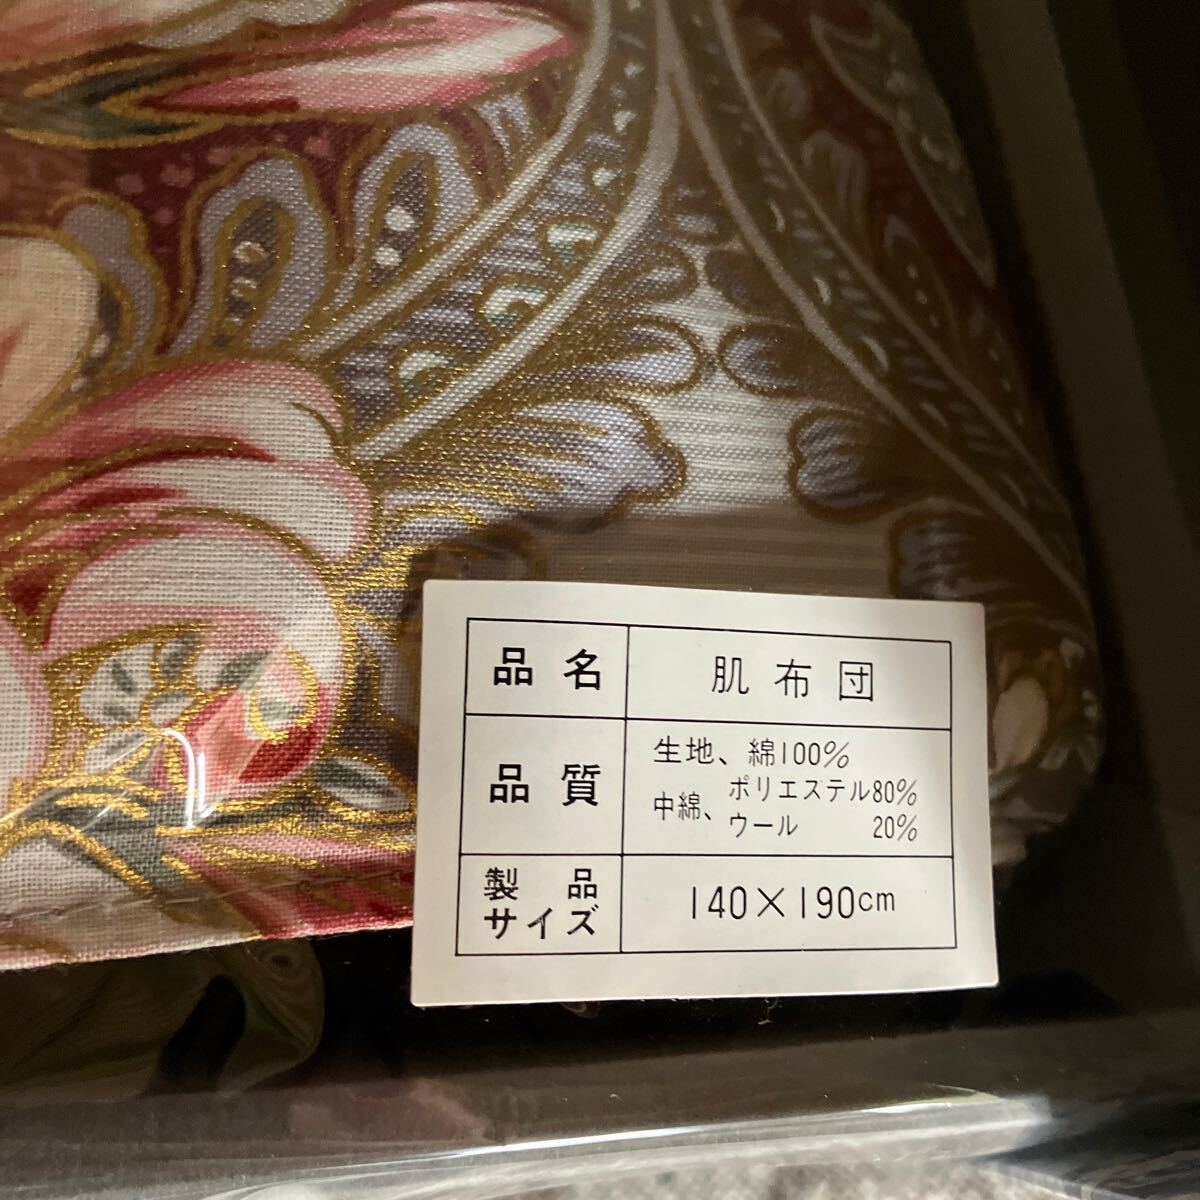 品名 肌布団
品質 生地、綿100%
中綿、ポリエステル80%
ウール 20%
製品サイズ 140×190cm